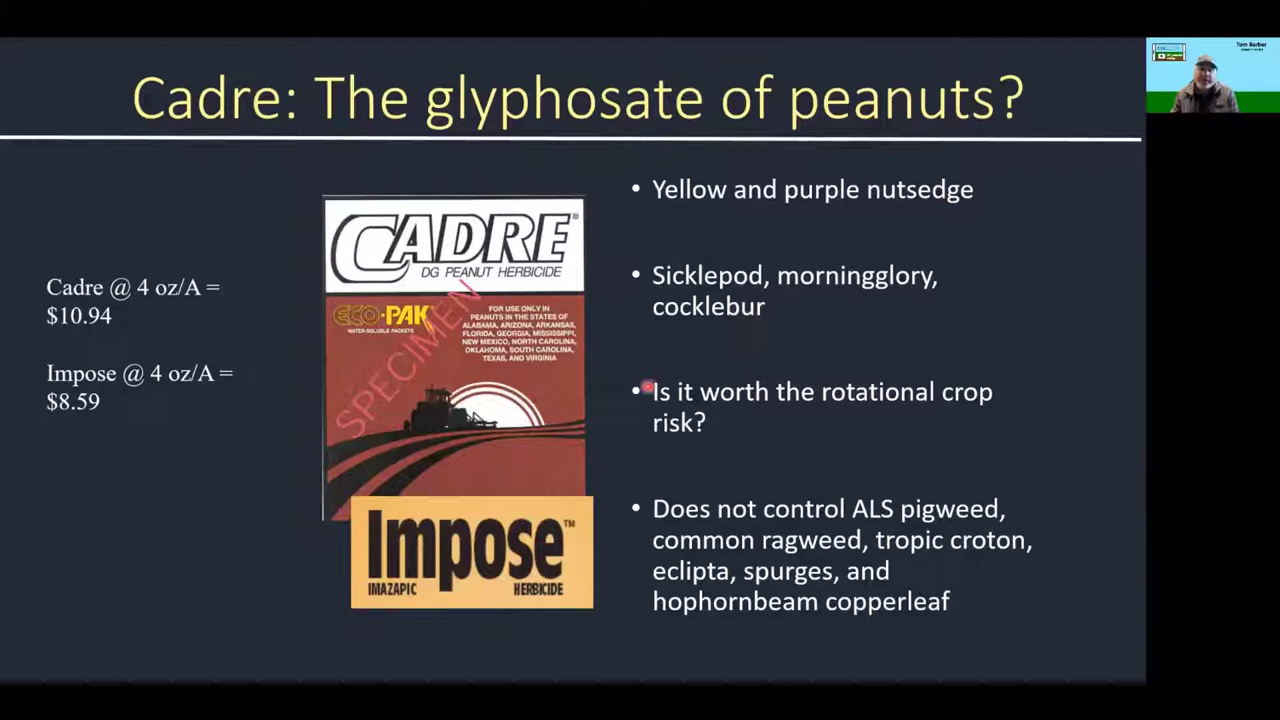 Cadre: The glyphosate of peanuts?
Tom Barber
Cadre @ 4 oz/A =
$10.94
Impose @ 4 oz/A =
$8.59
CADRE®
DG PEANUT HERBICIDE
ECO·PAK
WATER-SOLUBLE PACKETS
FOR USE ONLY IN
PEANUTS IN THE STATES OF
ALABAMA, ARIZONA, ARKANSAS,
FLORIDA, GEORGIA, MISSISSIPPI,
NEW MEXICO, NORTH CAROLINA,
OKLAHOMA, SOUTH CAROLINA,
TEXAS, AND VIRGINIA
SPECIMEN
Impose™
IMAZAPIC HERBICIDE
• Yellow and purple nutsedge
• Sicklepod, morningglory,
cocklebur
• Is it worth the rotational crop
risk?
• Does not control ALS pigweed,
common ragweed, tropic croton,
eclipta, spurges, and
hophornbeam copperleaf